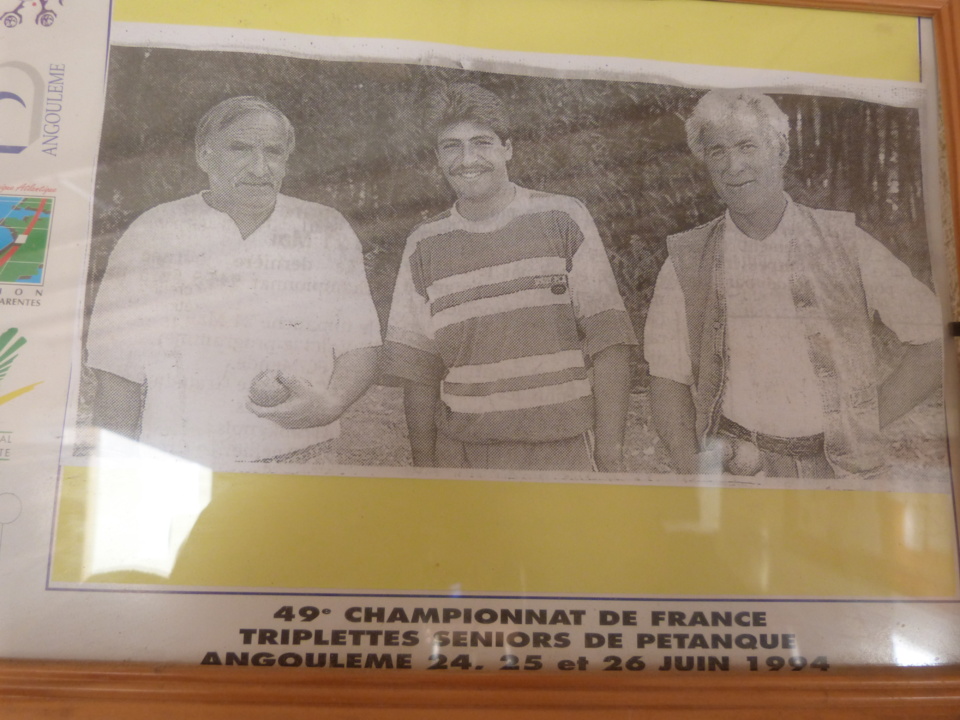 ANGOULEME
49e CHAMPIONNAT DE FRANCE
TRIPLETTES SENIORS DE PETANQUE
ANGOULEME 24. 25 et 26 JUIN 1994